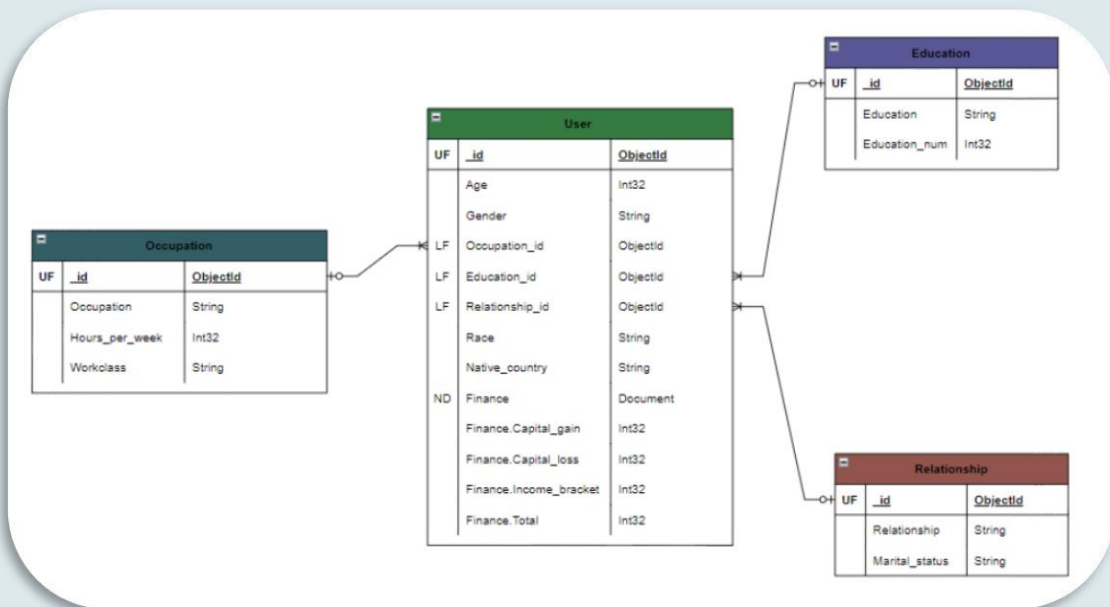 Education
UF _id ObjectId
Education String
Education_num Int32
User
UF _id ObjectId
Age Int32
Gender String
LF Occupation_id ObjectId
LF Education_id ObjectId
LF Relationship_id ObjectId
Race String
Native_country String
ND Finance Document
Finance.Capital_gain Int32
Finance.Capital_loss Int32
Finance.Income_bracket Int32
Finance.Total Int32
Occupation
UF _id ObjectId
Occupation String
Hours_per_week Int32
Workclass String
Relationship
UF _id ObjectId
Relationship String
Marital_status String